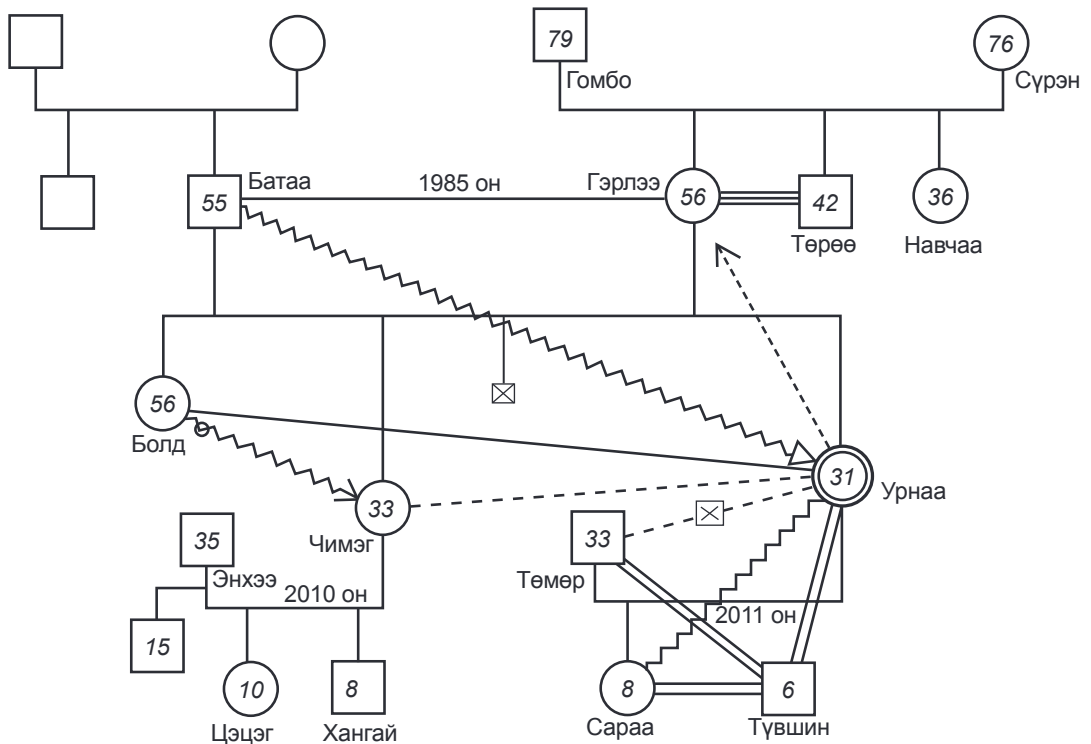 79
76
Гомбо
Сүрэн
Батаа
1985 он
Гэрлээ
55
56
42
36
Төрөө
Навчаа
56
Болд
31
Урнаа
33
Чимэг
35
Энхээ
33
Төмөр
2010 он
2011 он
15
10
8
8
6
Цэцэг
Хангай
Сараа
Түвшин